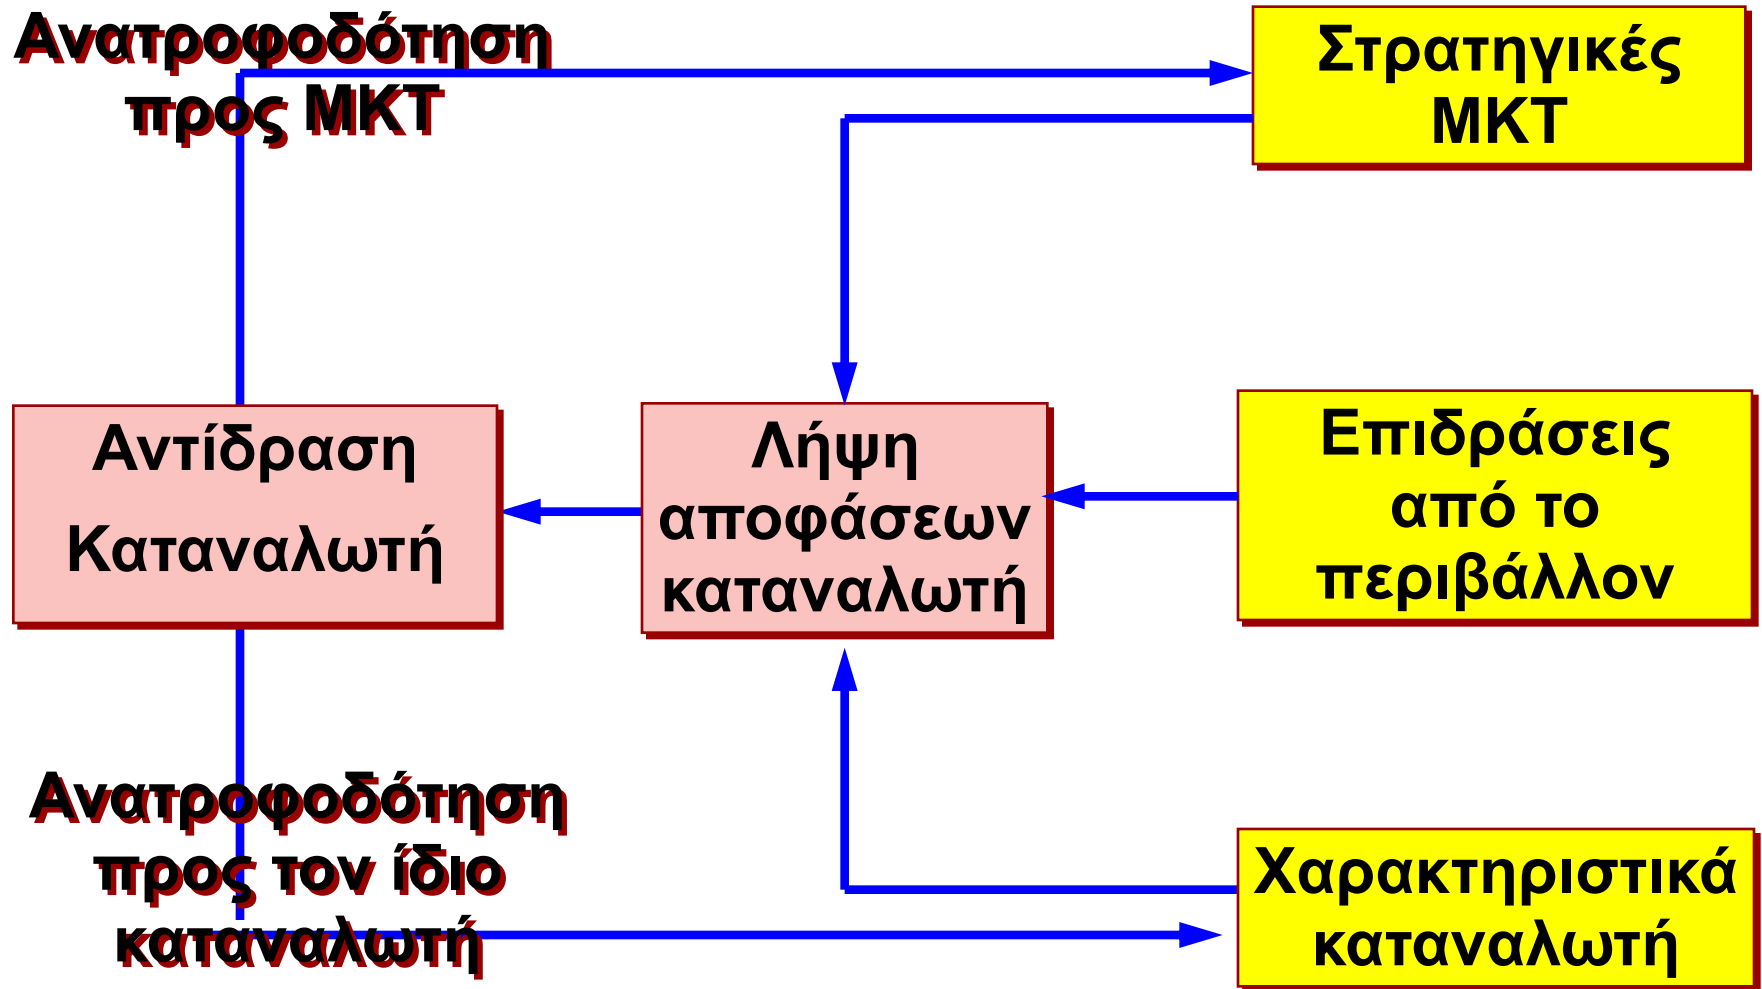 Ανατροφοδότηση
προς ΜΚΤ
Στρατηγικές
ΜΚΤ
Αντίδραση
Καταναλωτή
Λήψη
αποφάσεων
καταναλωτή
Επιδράσεις
από το
περιβάλλον
Ανατροφοδότηση
προς τον ίδιο
καταναλωτή
Χαρακτηριστικά
καταναλωτή